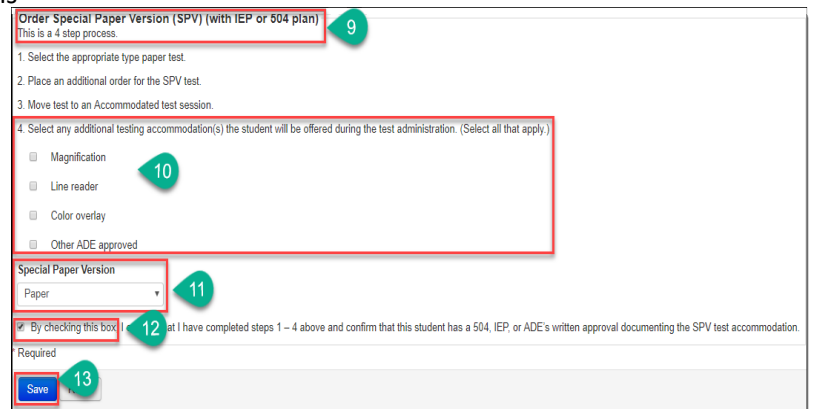 Order Special Paper Version (SPV) (with IEP or 504 plan)
9
This is a 4 step process.
1. Select the appropriate type paper test.
2. Place an additional order for the SPV test.
3. Move test to an Accommodated test session.
4. Select any additional testing accommodation(s) the student will be offered during the test administration. (Select all that apply.)
Magnification
10
Line reader
Color overlay
Other ADE approved
Special Paper Version
Paper
11
By checking this box, I 12 at I have completed steps 1 – 4 above and confirm that this student has a 504, IEP, or ADE's written approval documenting the SPV test accommodation.
* Required
Save
13